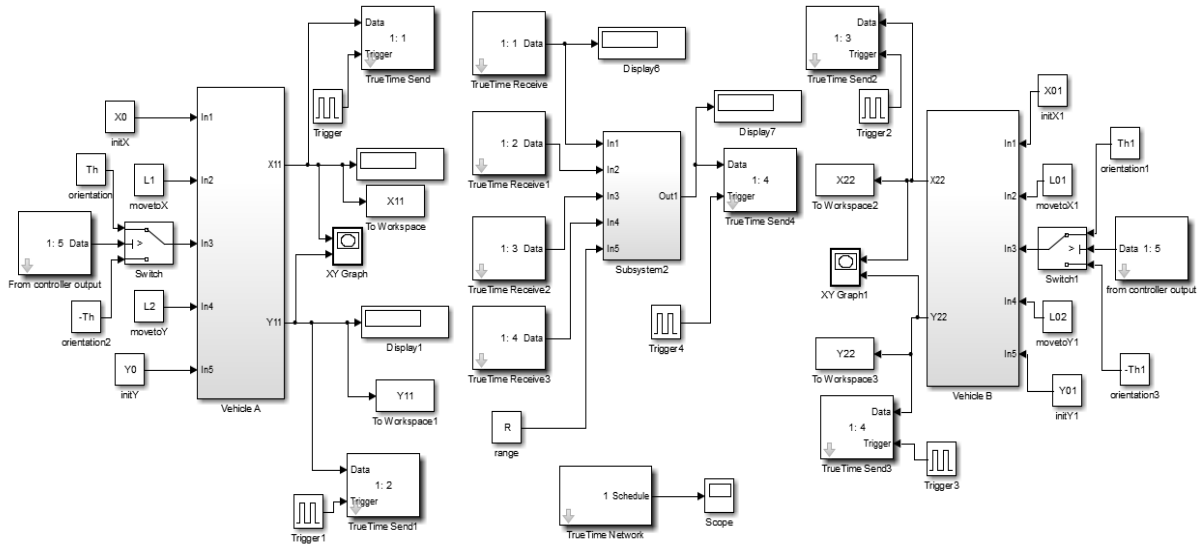 Data
1: 1
Trigger
TrueTime Send
Trigger
X0
initX
Th
orientation
L1
movetoX
1: 5 Data
From controller output
>
Switch
-Th
orientation2
L2
movetoY
Y0
initY
In1
In2
In3
In4
In5
X11
Y11
Vehicle A
X11
To Workspace
XY Graph
Display1
Y11
To Workspace1
Data
1: 2
Trigger
TrueTime Send1
Trigger1
1: 1 Data
TrueTime Receive
Display6
1: 2 Data
TrueTime Receive1
1: 3 Data
TrueTime Receive2
1: 4 Data
TrueTime Receive3
R
range
In1
In2
In3
In4
In5
Out1
Subsystem2
Display7
Data
1: 4
Trigger
TrueTime Send4
Trigger4
1 Schedule
TrueTime Network
Scope
Data
1: 3
Trigger
TrueTime Send2
Trigger2
X22
To Workspace2
XY Graph1
Y22
To Workspace3
Data
1: 4
Trigger
TrueTime Send3
Trigger3
X22
Y22
In1
In2
In3
In4
In5
Vehicle B
X01
initX1
Th1
orientation1
L01
movetoX1
>
Switch1
Data 1: 5
from controller output
L02
movetoY1
-Th1
orientation3
Y01
initY1